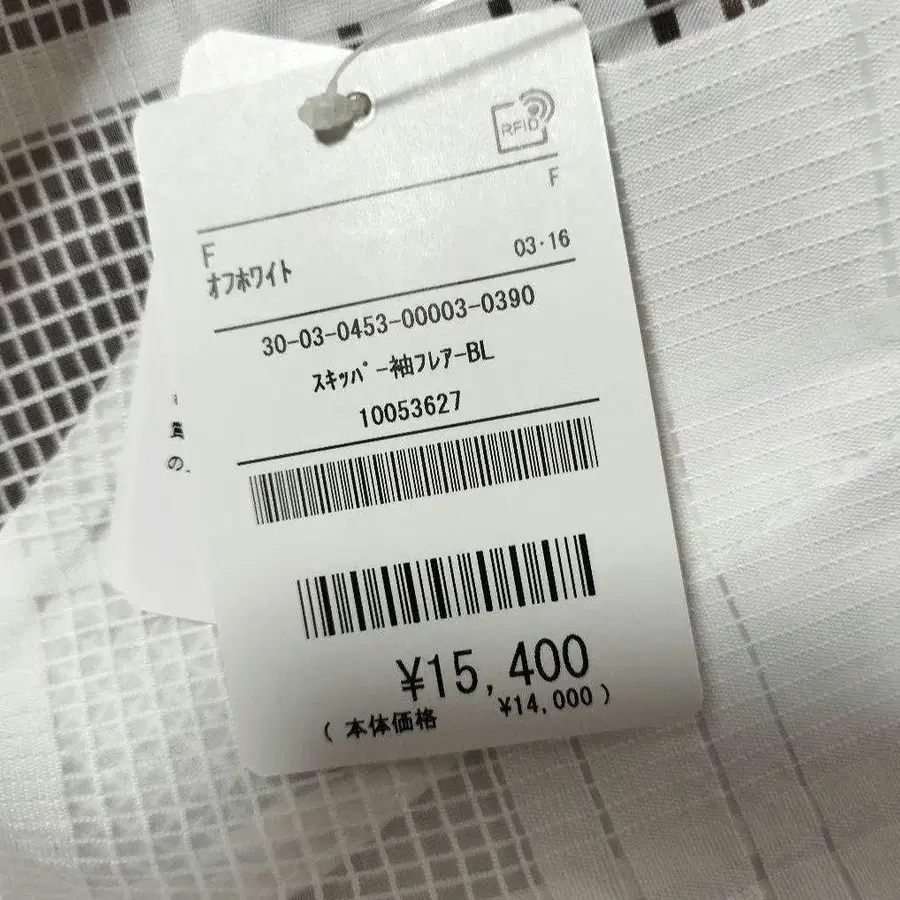 RFID
F
F
オフホワイト 03・16
30-03-0453-00003-0390
スキッパー袖フレアーBL
10053627
¥15,400
(本体価格 ¥14,000)
の、